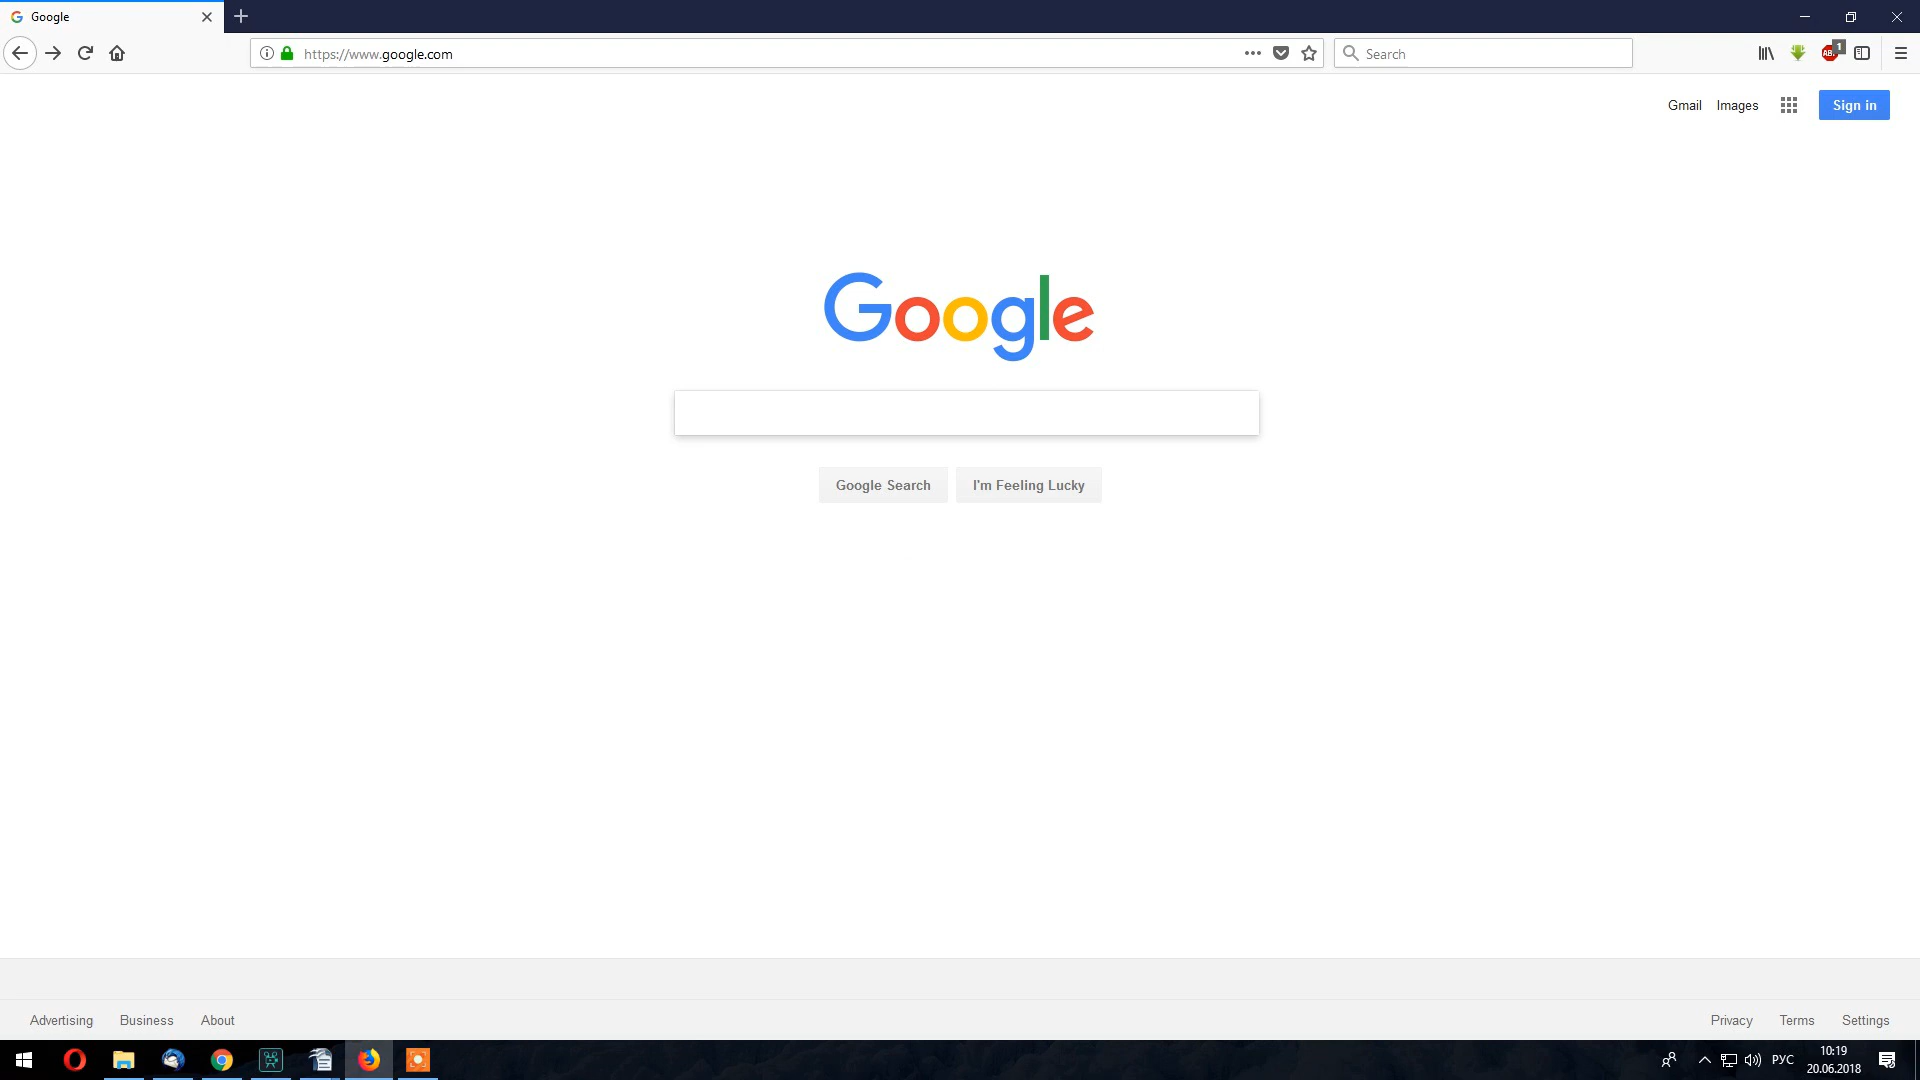 Google
https://www.google.com
Search
1
Gmail Images Sign in
Google
Google Search I'm Feeling Lucky
Advertising Business About Privacy Terms Settings
РУС 10:19
20.06.2018